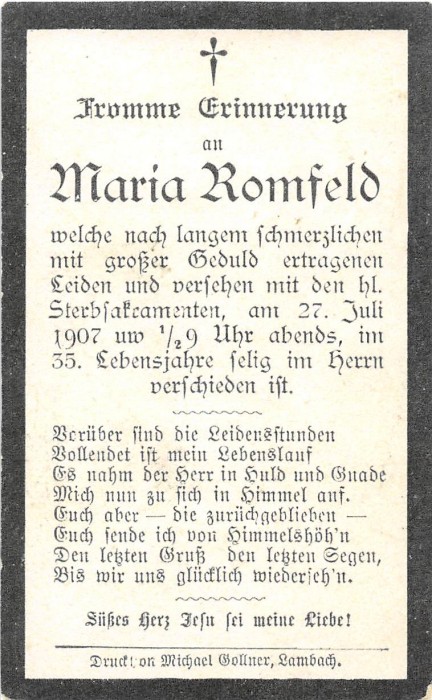 Fromme Erinnerung
an
Maria Romfeld
welche nach langem schmerzlichen
mit großer Geduld ertragenen
Leiden und versehen mit den hl.
Sterbsakramenten, am 27. Juli
1907 uw ½9 Uhr abends, im
35. Lebensjahre selig im Herrn
verschieden ist.
Vorüber sind die Leidensstunden
Vollendet ist mein Lebenslauf
Es nahm der Herr in Huld und Gnade
Mich nun zu sich in Himmel auf.
Euch aber — die zurückgeblieben —
Euch sende ich von Himmelshöh'n
Den letzten Gruß den letzten Segen,
Bis wir uns glücklich wiederseh'n.
Süßes Herz Jesu sei meine Liebe!
Druck von Michael Gollner, Lambach.